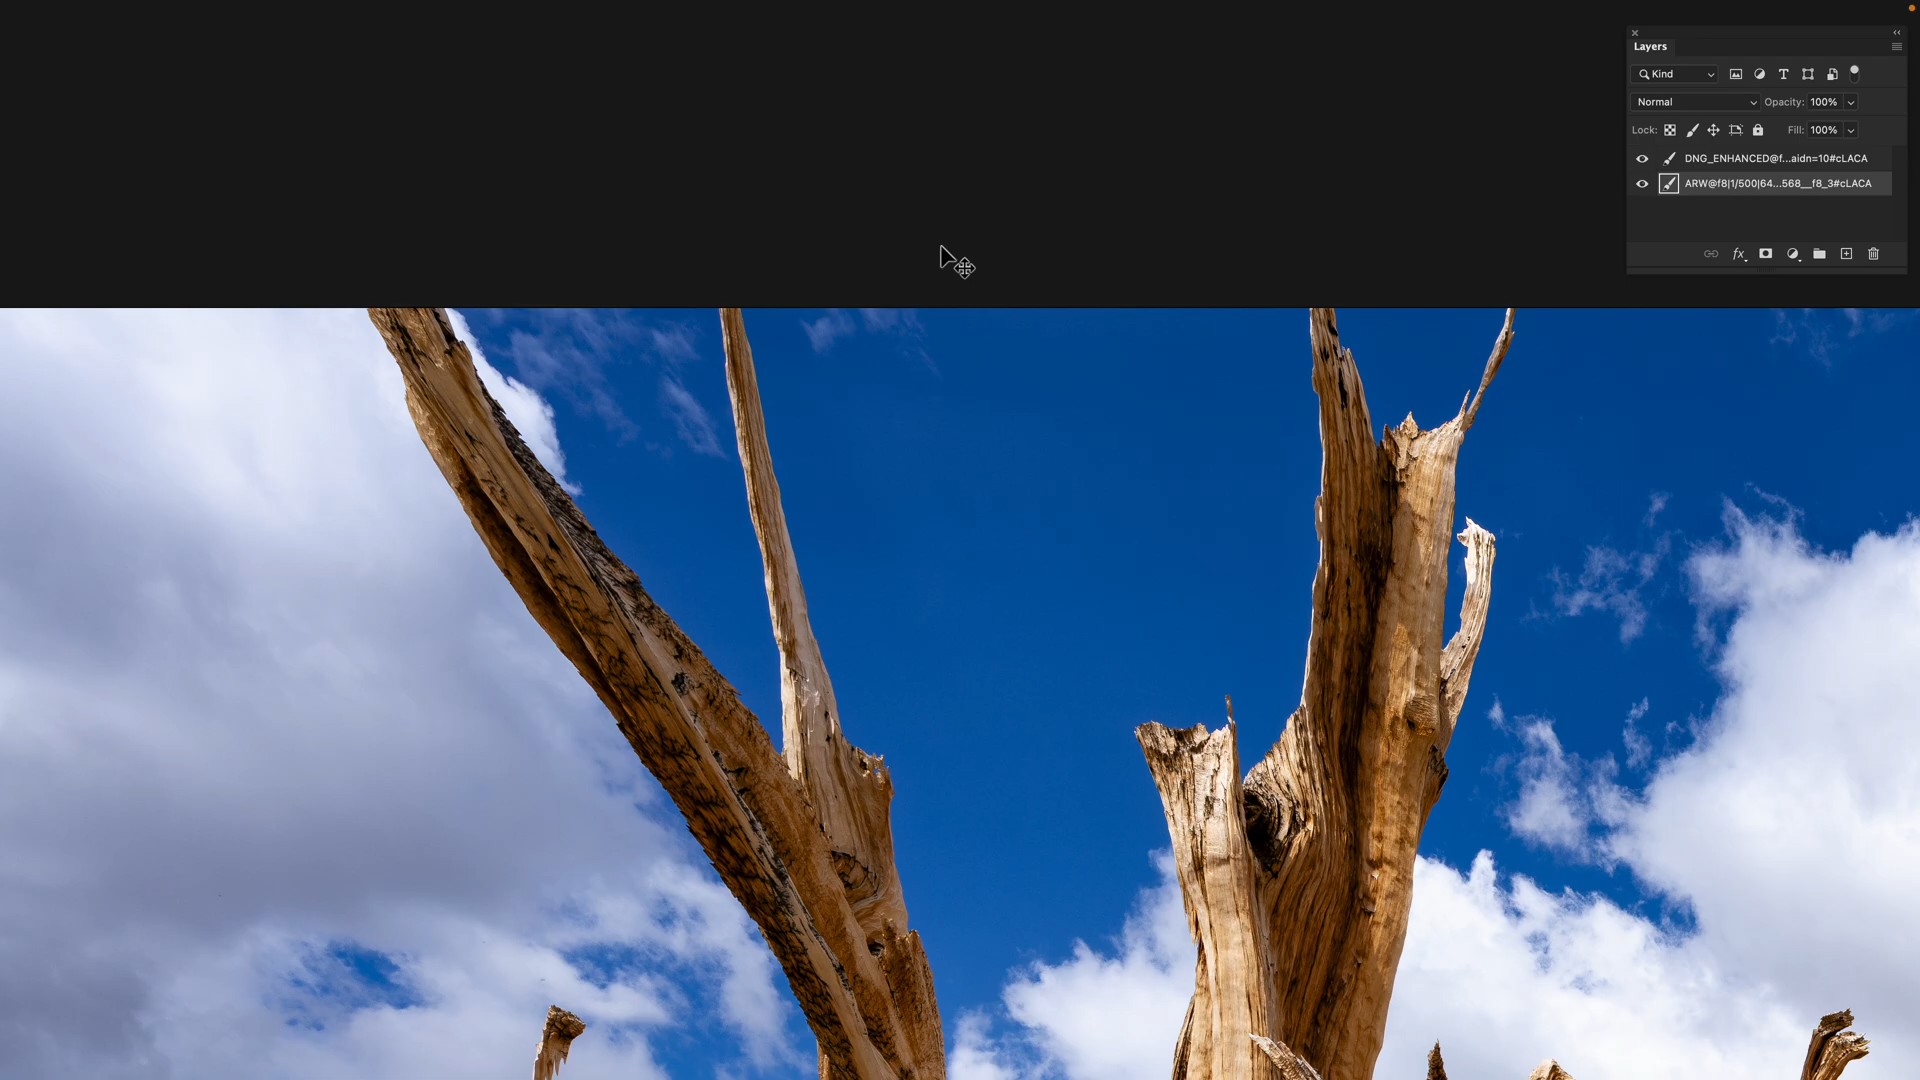 Layers
Kind
Normal Opacity: 100%
Lock: Fill: 100%
DNG_ENHANCED@f...aidn=10#cLACA
ARW@f8|1/500|64...568__f8_3#cLACA
fx